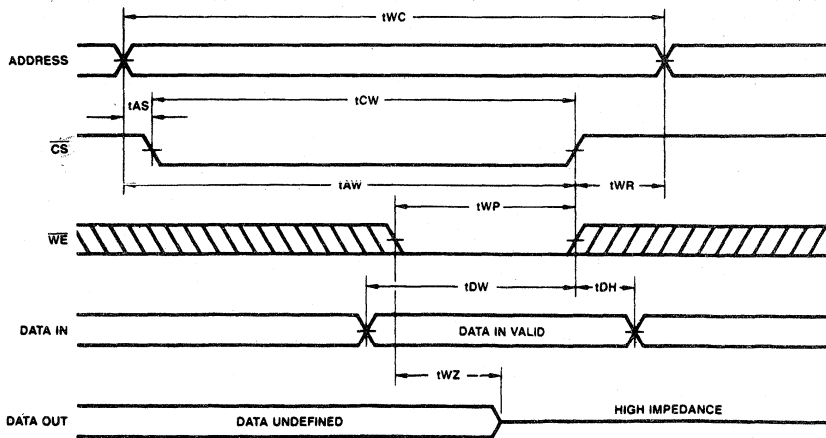 tWC
ADDRESS
tAS
tCW
CS
tAW
tWR
tWP
WE
tDW
tDH
DATA IN
DATA IN VALID
tWZ
DATA OUT
DATA UNDEFINED
HIGH IMPEDANCE